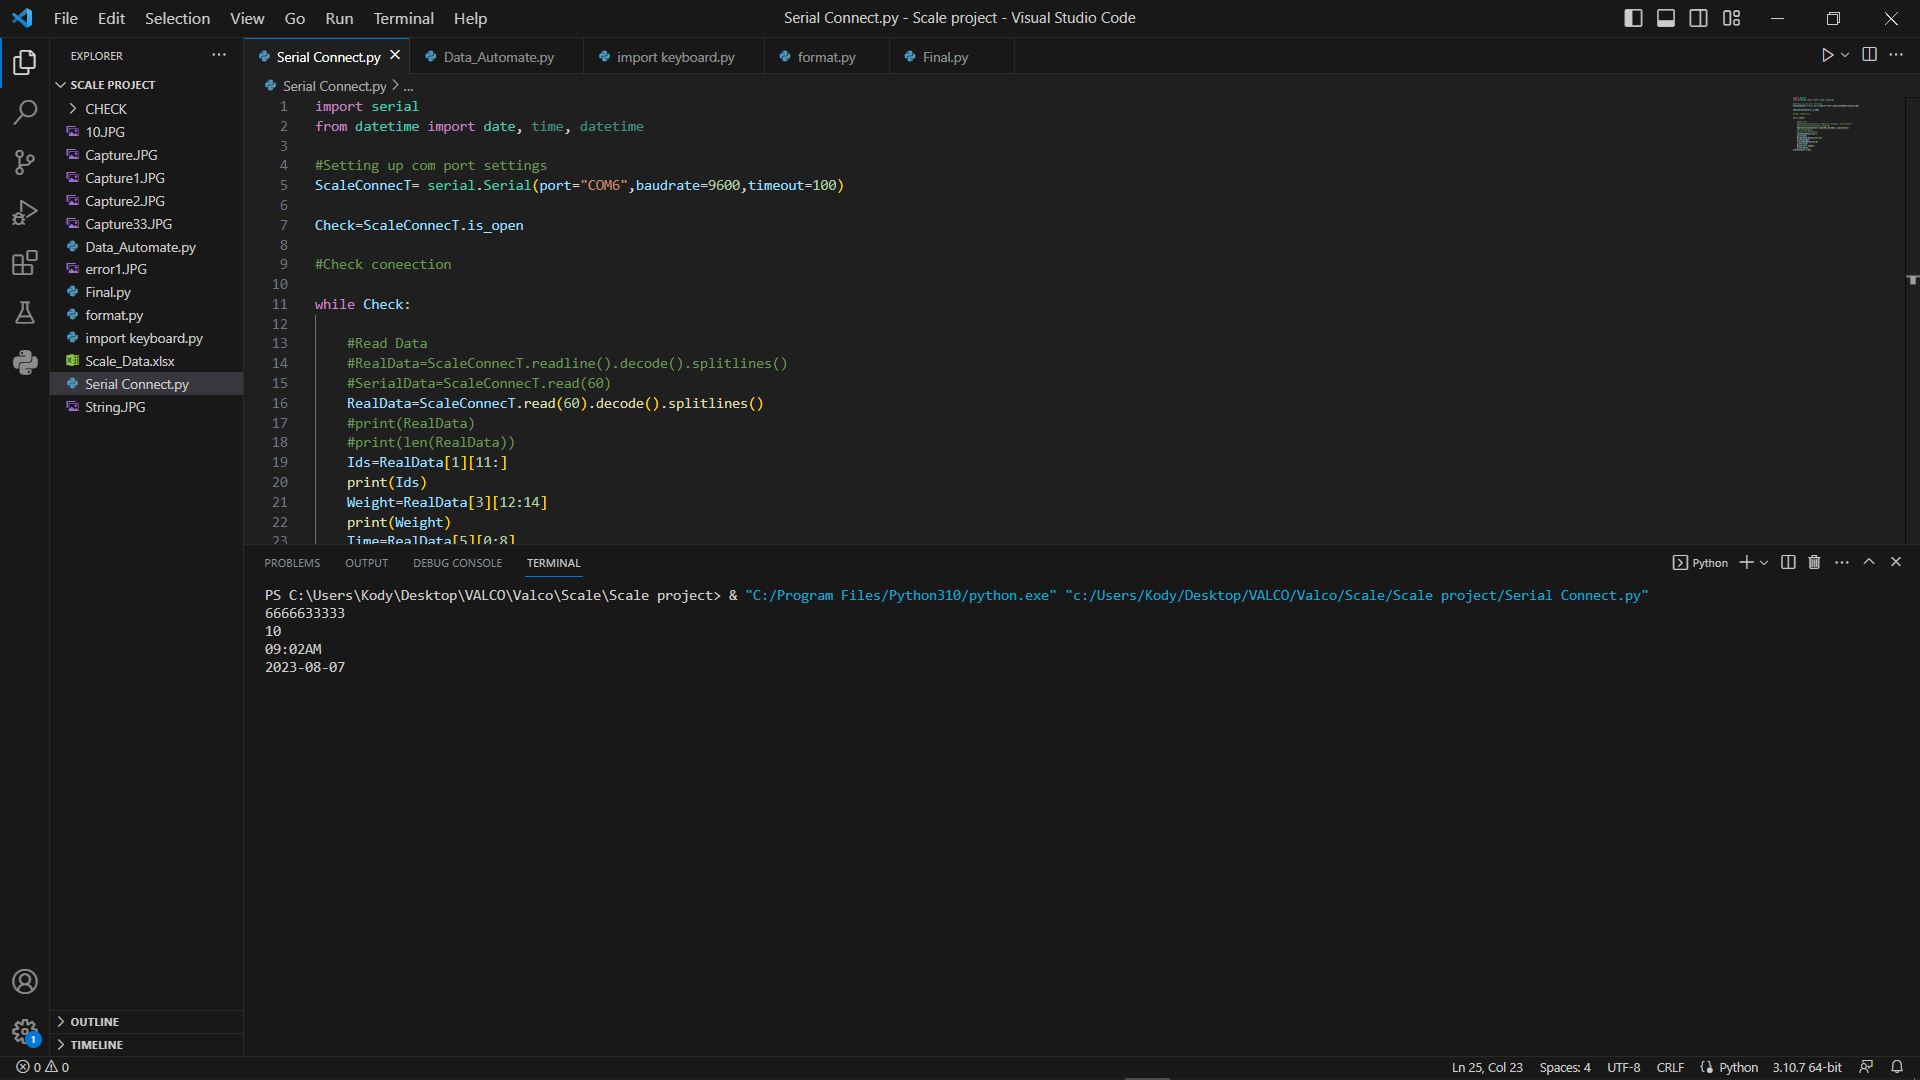 File Edit Selection View Go Run Terminal Help
Serial Connect.py - Scale project - Visual Studio Code
EXPLORER
SCALE PROJECT
CHECK
10.JPG
Capture.JPG
Capture1.JPG
Capture2.JPG
Capture33.JPG
Data_Automate.py
error1.JPG
Final.py
format.py
import keyboard.py
Scale_Data.xlsx
Serial Connect.py
String.JPG
OUTLINE
TIMELINE
Serial Connect.py Data_Automate.py import keyboard.py format.py Final.py
Serial Connect.py > ...
1 import serial
2 from datetime import date, time, datetime
3
4 #Setting up com port settings
5 ScaleConnecT= serial.Serial(port="COM6",baudrate=9600,timeout=100)
6
7 Check=ScaleConnecT.is_open
8
9 #Check coneection
10
11 while Check:
12
13 #Read Data
14 #RealData=ScaleConnecT.readline().decode().splitlines()
15 #SerialData=ScaleConnecT.read(60)
16 RealData=ScaleConnecT.read(60).decode().splitlines()
17 #print(RealData)
18 #print(len(RealData))
19 Ids=RealData[1][11:]
20 print(Ids)
21 Weight=RealData[3][12:14]
22 print(Weight)
23 Time=RealData[5][0:8]
PROBLEMS OUTPUT DEBUG CONSOLE TERMINAL
Python
PS C:\Users\Kody\Desktop\VALCO\Valco\Scale\Scale project> & "C:/Program Files/Python310/python.exe" "c:/Users/Kody/Desktop/VALCO/Valco/Scale/Scale project/Serial Connect.py"
6666633333
10
09:02AM
2023-08-07
1
0 0
Ln 25, Col 23 Spaces: 4 UTF-8 CRLF Python 3.10.7 64-bit